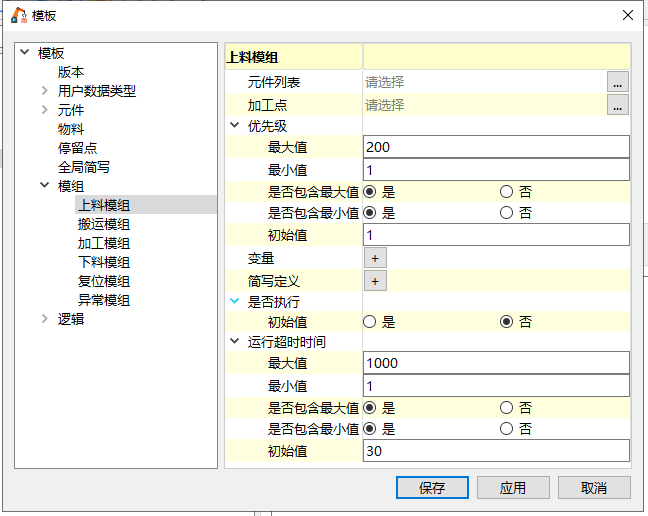 模板
模板
版本
用户数据类型
元件
物料
停留点
全局简写
模组
上料模组
搬运模组
加工模组
下料模组
复位模组
异常模组
逻辑
上料模组
元件列表 请选择 ...
加工点 请选择 ...
优先级
最大值 200
最小值 1
是否包含最大值 是 否
是否包含最小值 是 否
初始值 1
变量 +
简写定义 +
是否执行
初始值 是 否
运行超时时间
最大值 1000
最小值 1
是否包含最大值 是 否
是否包含最小值 是 否
初始值 30
保存 应用 取消